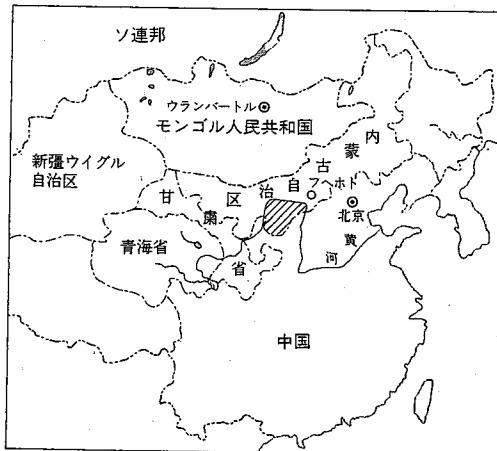 ソ連邦
ウランバートル
モンゴル人民共和国
内蒙古自治区
フヘホト
新疆ウイグル
自治区
甘粛省
北京
青海省
黄河
中国